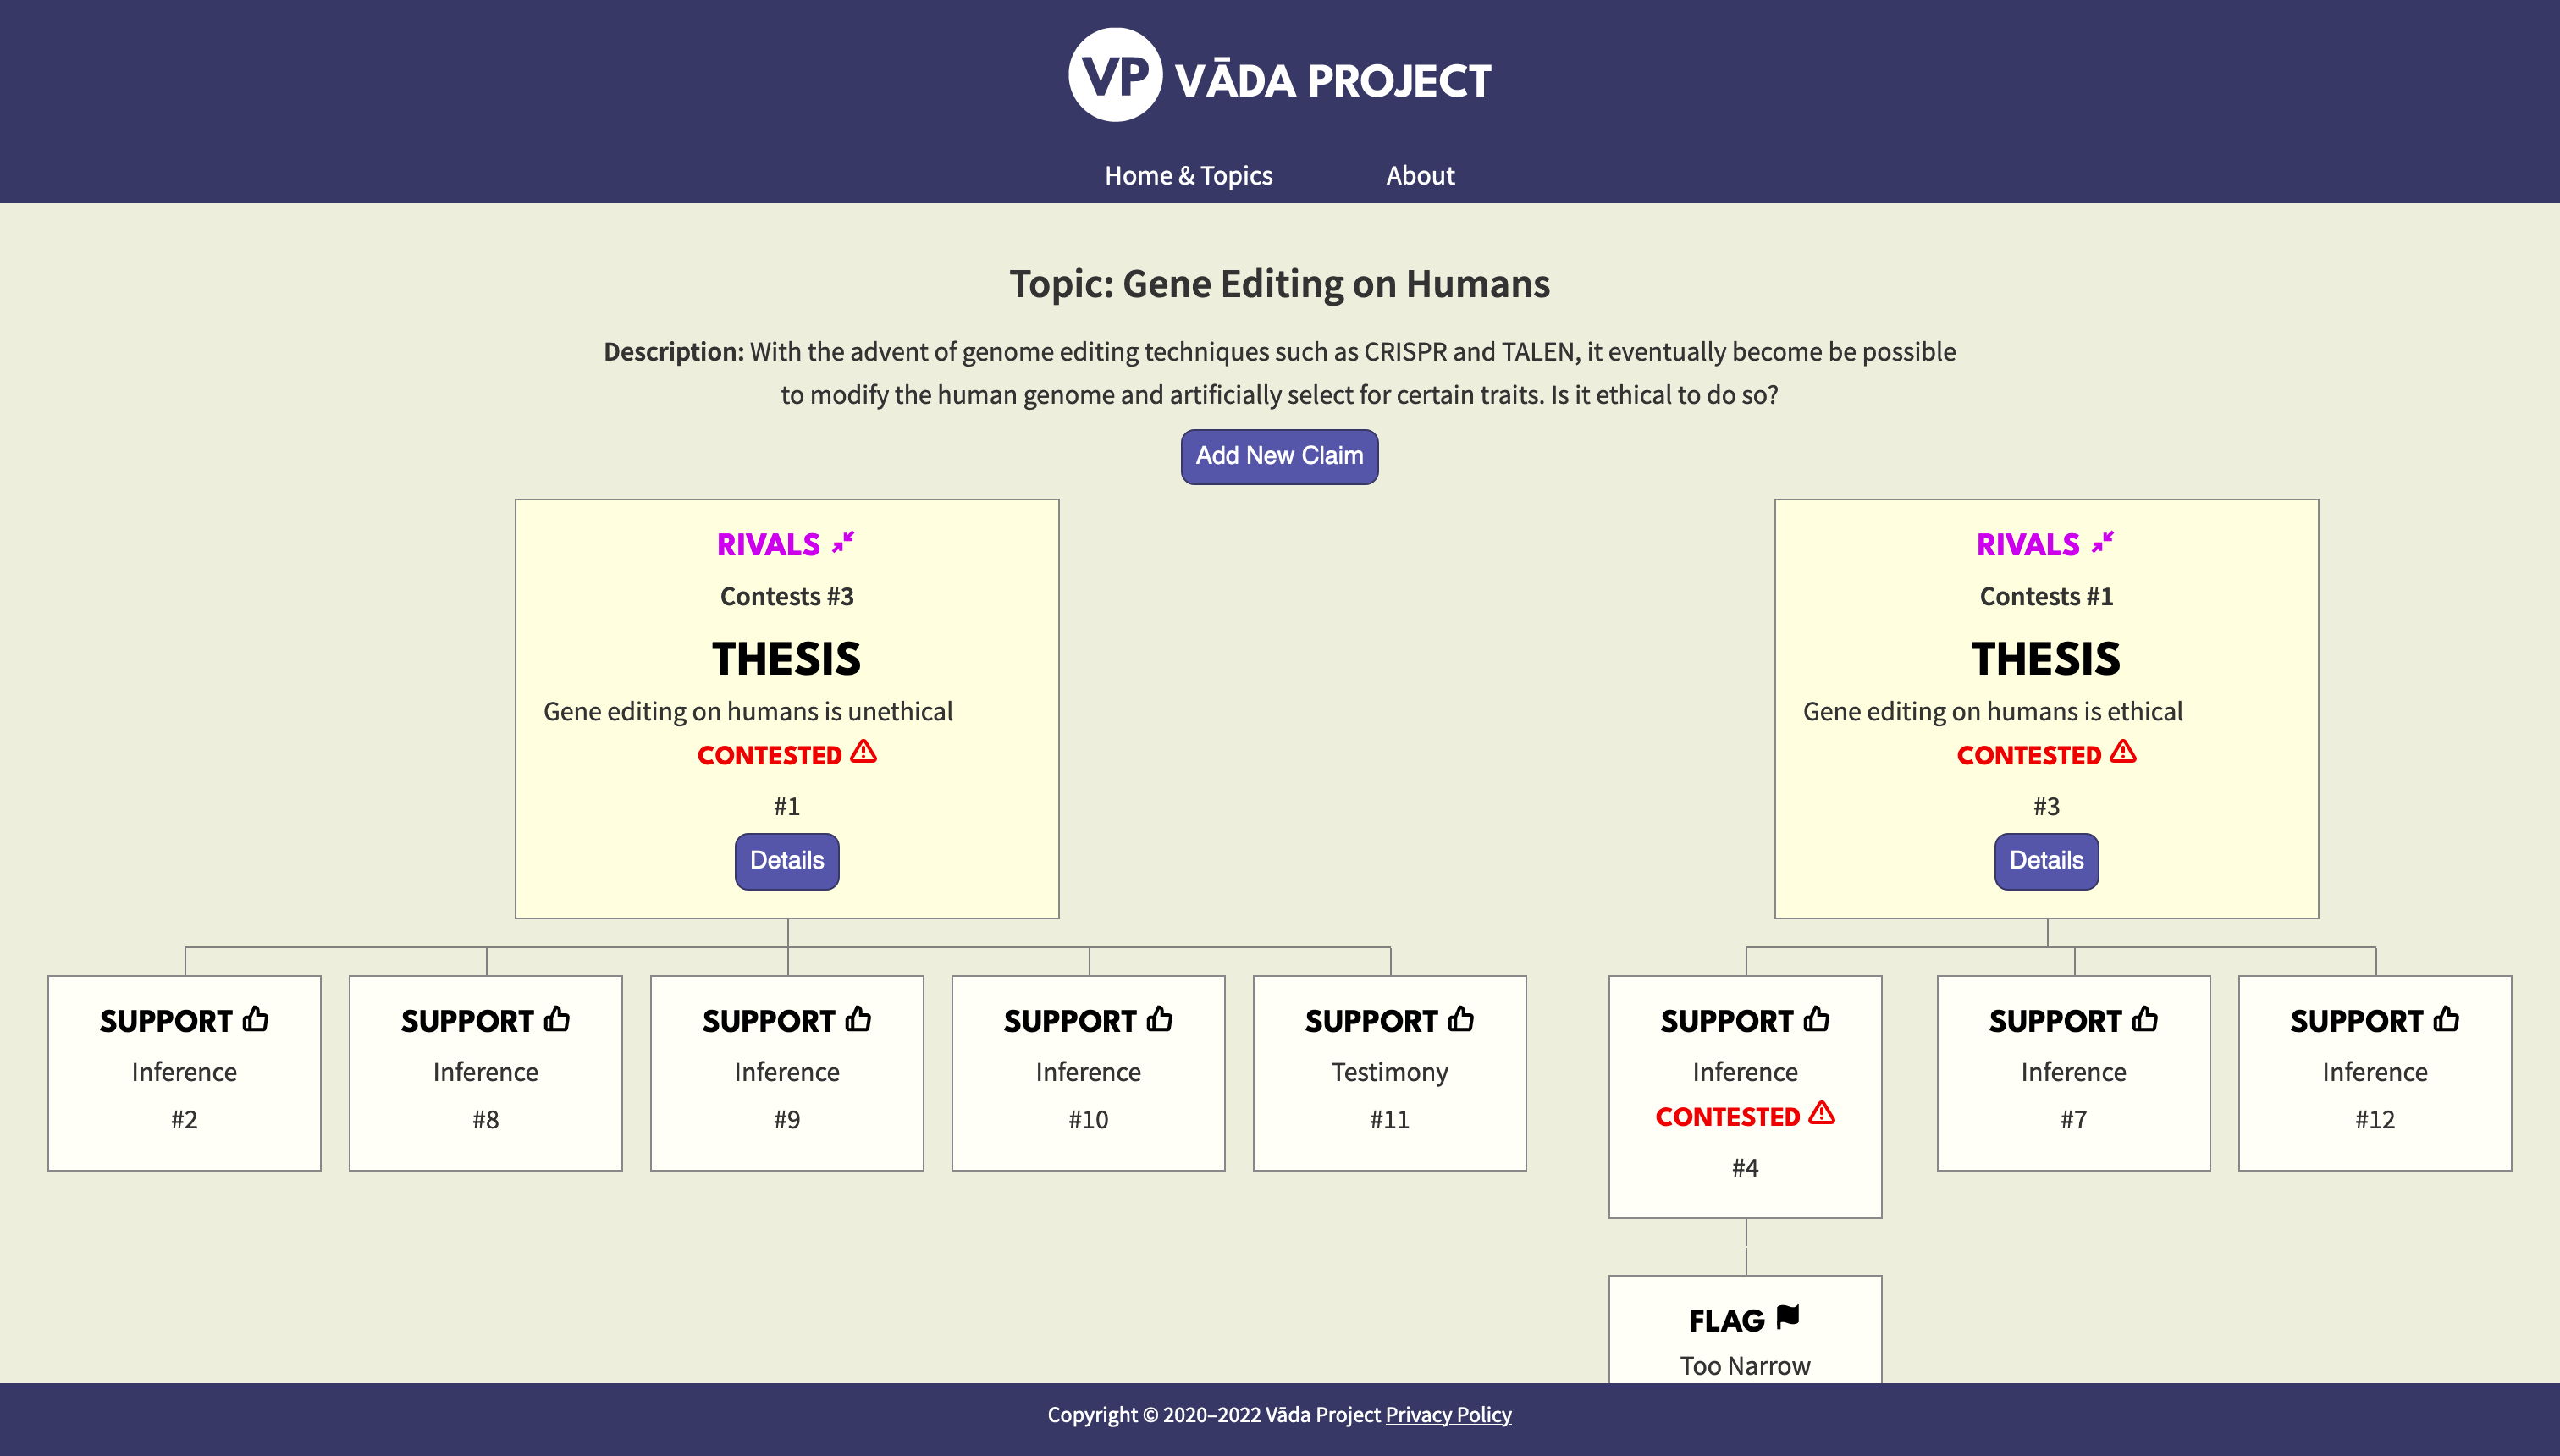 VP VĀDA PROJECT
Home & Topics About
Topic: Gene Editing on Humans
Description: With the advent of genome editing techniques such as CRISPR and TALEN, it eventually become be possible
to modify the human genome and artificially select for certain traits. Is it ethical to do so?
Add New Claim
RIVALS
Contests #3
THESIS
Gene editing on humans is unethical
CONTESTED
#1
Details
RIVALS
Contests #1
THESIS
Gene editing on humans is ethical
CONTESTED
#3
Details
SUPPORT
Inference
#2
SUPPORT
Inference
#8
SUPPORT
Inference
#9
SUPPORT
Inference
#10
SUPPORT
Testimony
#11
SUPPORT
Inference
CONTESTED
#4
SUPPORT
Inference
#7
SUPPORT
Inference
#12
FLAG
Too Narrow
Copyright © 2020–2022 Vāda Project Privacy Policy